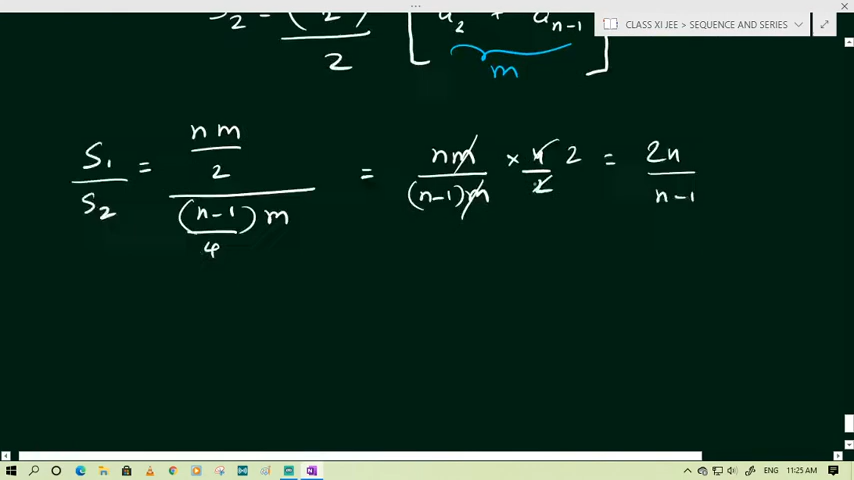 CLASS XI JEE > SEQUENCE AND SERIES
S₂ = (2) / 2 [a₂ + aₙ₋₁]
m
S₁/S₂ = (nm/2) / ((n-1)/4 m) = nm/(n-1)m × 4/2 2 = 2n/n-1
ENG 11:25 AM